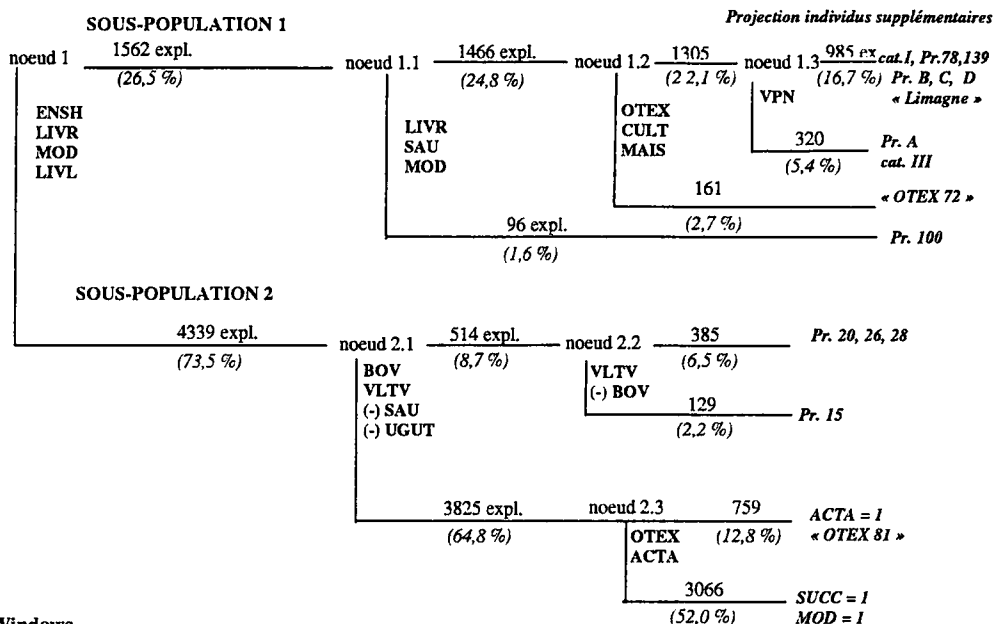 SOUS-POPULATION 1
Projection individus supplémentaires
noeud 1
1562 expl.
(26,5 %)
noeud 1.1
1466 expl.
(24,8 %)
noeud 1.2
1305
(22,1 %)
noeud 1.3
985 ex
(16,7 %)
cat.I, Pr.78,139
Pr. B, C, D
« Limagne »
ENSH
LIVR
MOD
LIVL
LIVR
SAU
MOD
OTEX
CULT
MAIS
VPN
320
(5,4 %)
Pr. A
cat. III
161
(2,7 %)
« OTEX 72 »
96 expl.
(1,6 %)
Pr. 100
SOUS-POPULATION 2
4339 expl.
(73,5 %)
noeud 2.1
514 expl.
(8,7 %)
noeud 2.2
385
(6,5 %)
Pr. 20, 26, 28
BOV
VLTV
(-) SAU
(-) UGUT
VLTV
(-) BOV
129
(2,2 %)
Pr. 15
3825 expl.
(64,8 %)
noeud 2.3
759
(12,8 %)
ACTA = 1
« OTEX 81 »
OTEX
ACTA
3066
(52,0 %)
SUCC = 1
MOD = 1